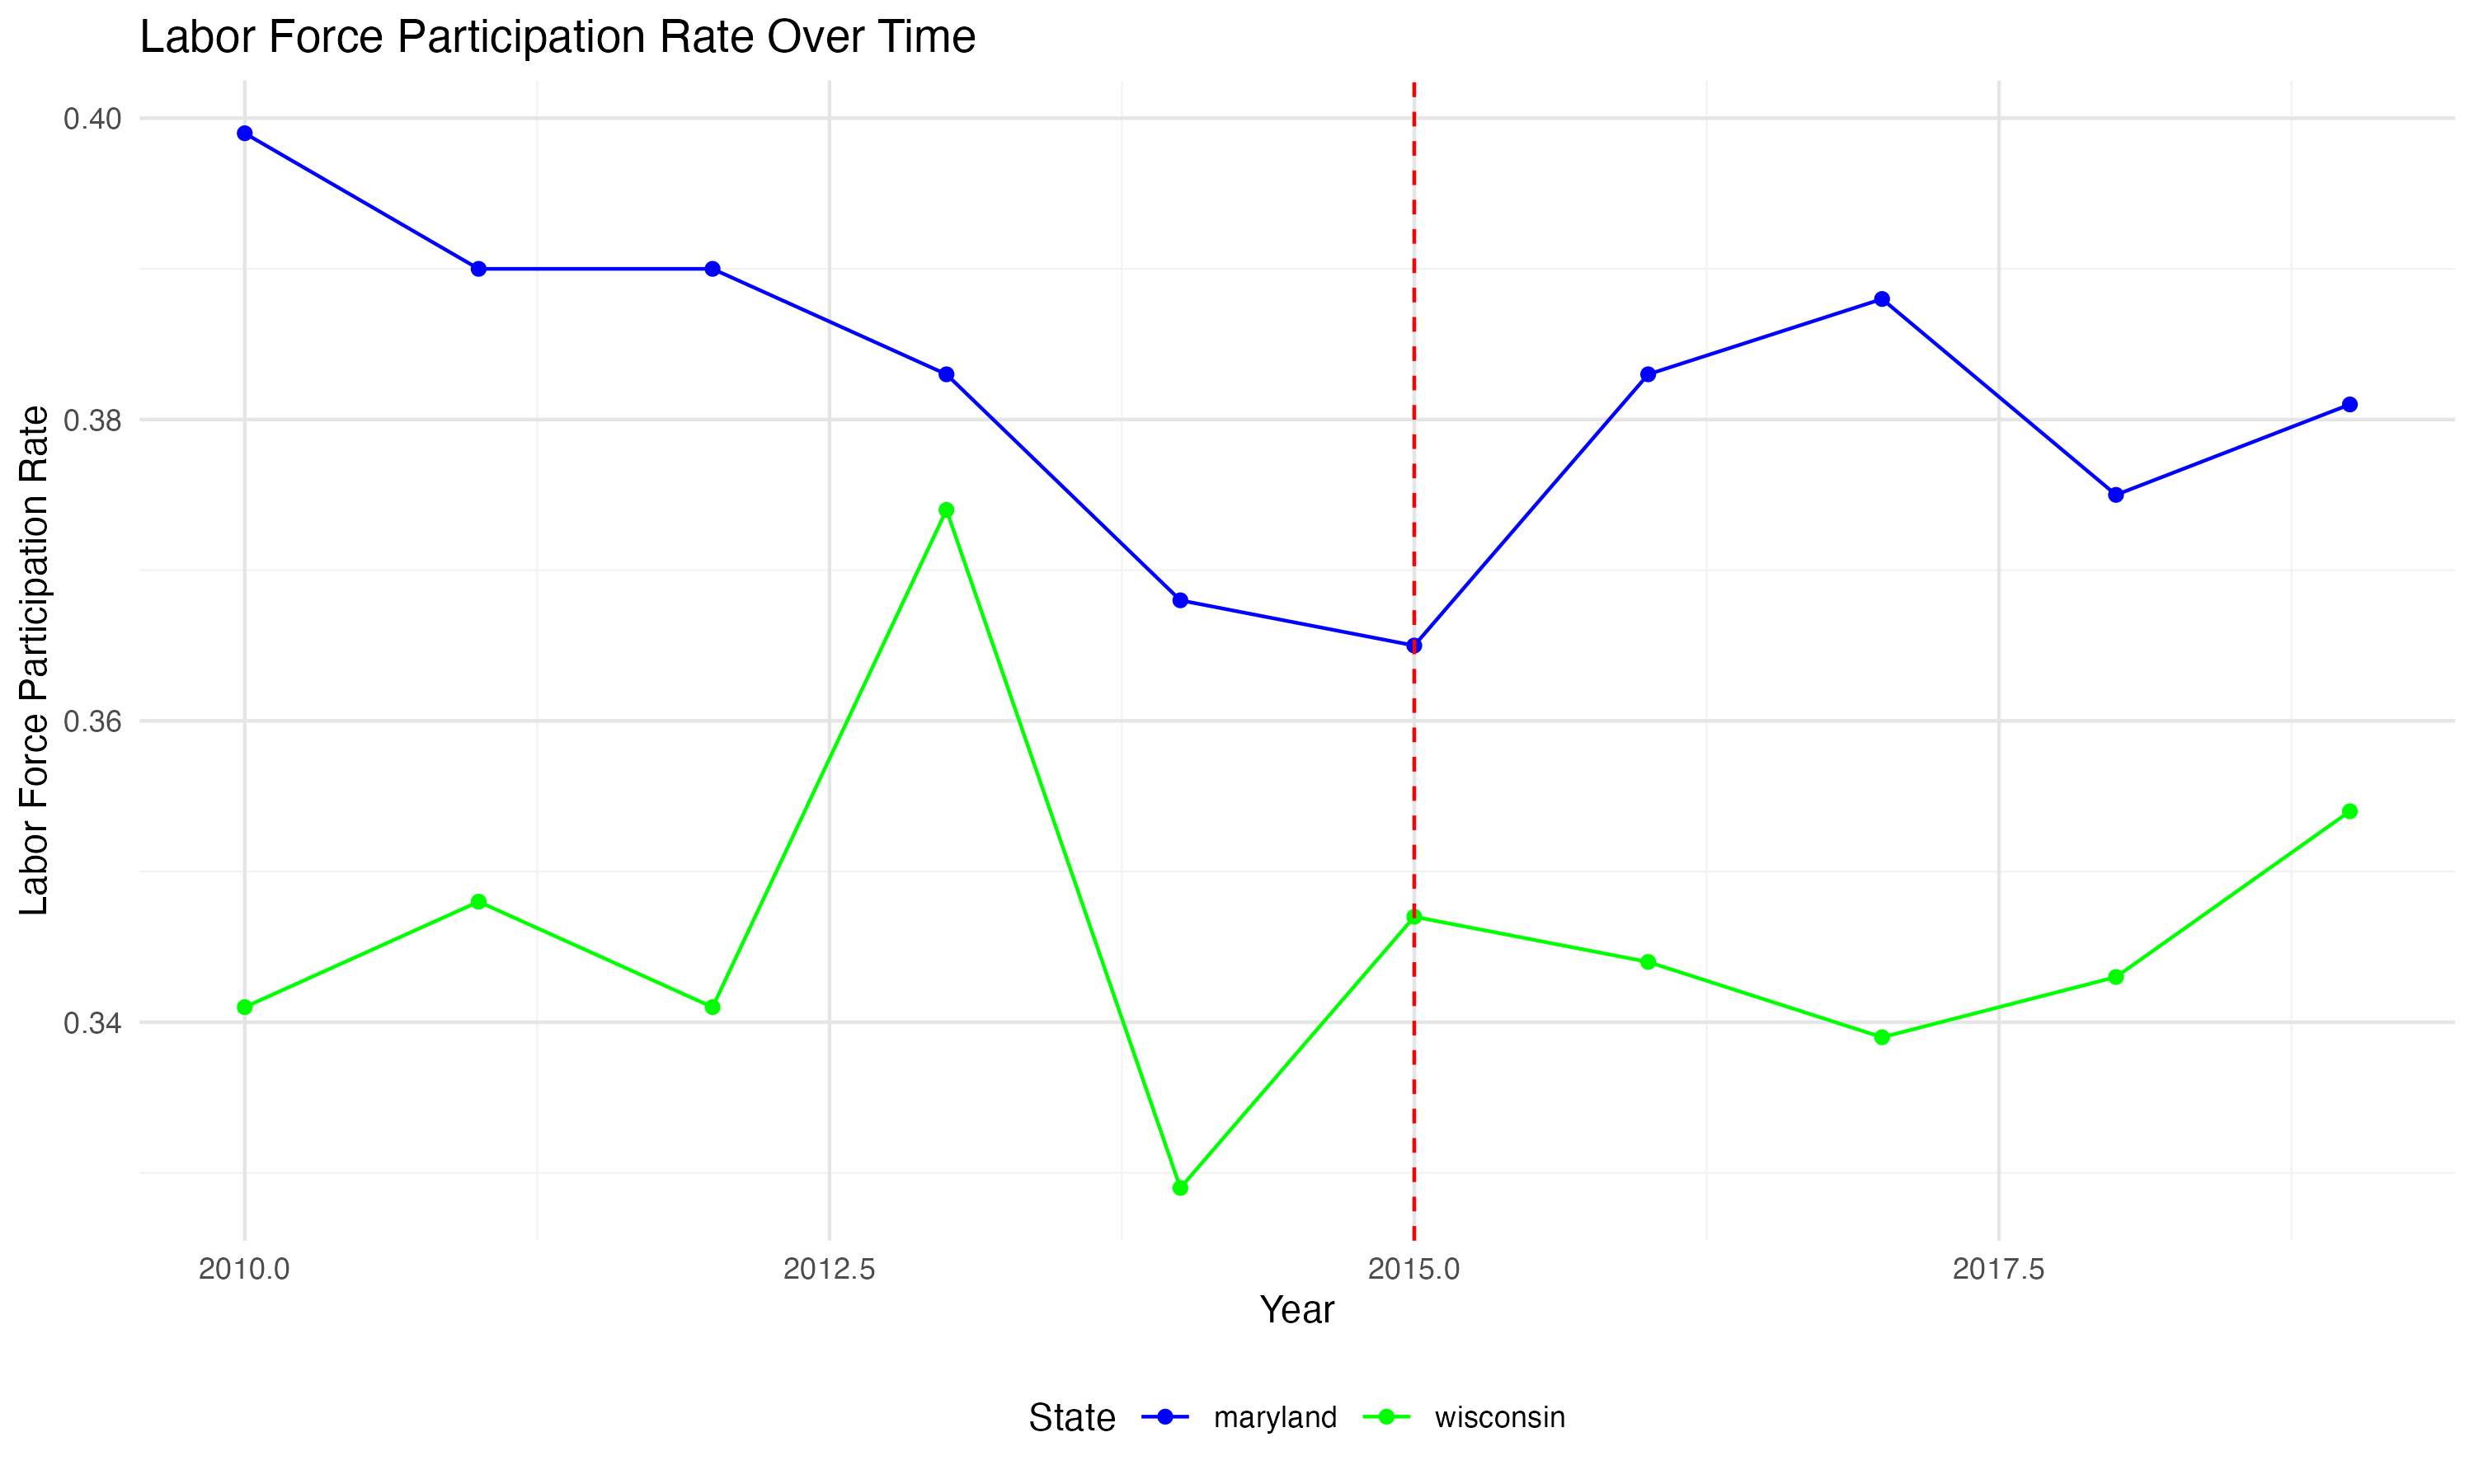 Labor Force Participation Rate Over Time
Labor Force Participation Rate
0.40
0.38
0.36
0.34
2010.0 2012.5 2015.0 2017.5
Year
State maryland wisconsin